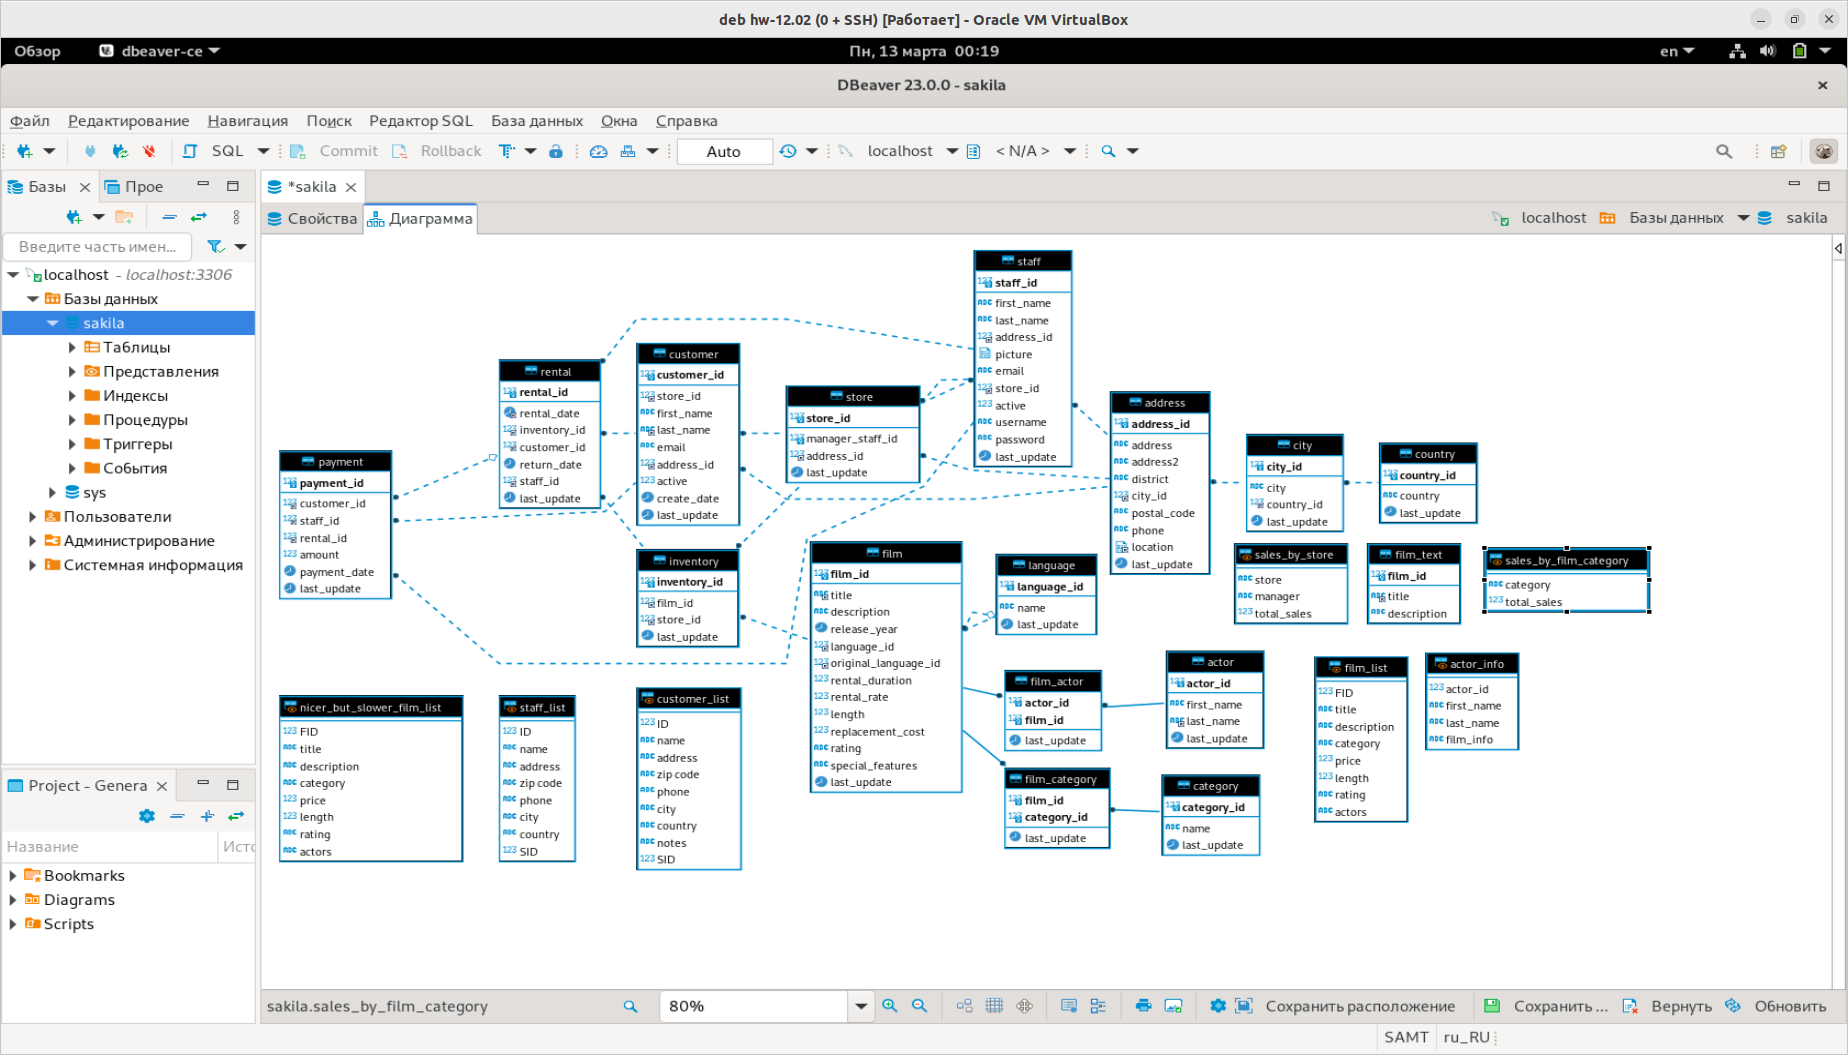 deb hw-12.02 (0 + SSH) [Работает] - Oracle VM VirtualBox
Обзор dbeaver-ce Пн, 13 марта 00:19 en
DBeaver 23.0.0 - sakila
Файл Редактирование Навигация Поиск Редактор SQL База данных Окна Справка
SQL Commit Rollback Auto localhost < N/A >
Базы Прое *sakila
Свойства Диаграмма localhost Базы данных sakila
Введите часть имен...
localhost - localhost:3306
Базы данных
sakila
Таблицы
Представления
Индексы
Процедуры
Триггеры
События
sys
Пользователи
Администрирование
Системная информация
Project - Genera
Название Исто
Bookmarks
Diagrams
Scripts
payment
payment_id
customer_id
staff_id
rental_id
amount
payment_date
last_update
rental
rental_id
rental_date
inventory_id
customer_id
return_date
staff_id
last_update
customer
customer_id
store_id
first_name
last_name
email
address_id
active
create_date
last_update
inventory
inventory_id
film_id
store_id
last_update
store
store_id
manager_staff_id
address_id
last_update
staff
staff_id
first_name
last_name
address_id
picture
email
store_id
active
username
password
last_update
address
address_id
address
address2
district
city_id
postal_code
phone
location
last_update
city
city_id
city
country_id
last_update
country
country_id
country
last_update
film
film_id
title
description
release_year
language_id
original_language_id
rental_duration
rental_rate
length
replacement_cost
rating
special_features
last_update
language
language_id
name
last_update
sales_by_store
store
manager
total_sales
film_text
film_id
title
description
sales_by_film_category
category
total_sales
film_actor
actor_id
film_id
last_update
actor
actor_id
first_name
last_name
last_update
film_category
film_id
category_id
last_update
category
category_id
name
last_update
film_list
FID
title
description
category
price
length
rating
actors
actor_info
actor_id
first_name
last_name
film_info
nicer_but_slower_film_list
FID
title
description
category
price
length
rating
actors
staff_list
ID
name
address
zip code
phone
city
country
SID
customer_list
ID
name
address
zip code
phone
city
country
notes
SID
sakila.sales_by_film_category 80% Сохранить расположение Сохранить ... Вернуть Обновить
SAMT ru_RU